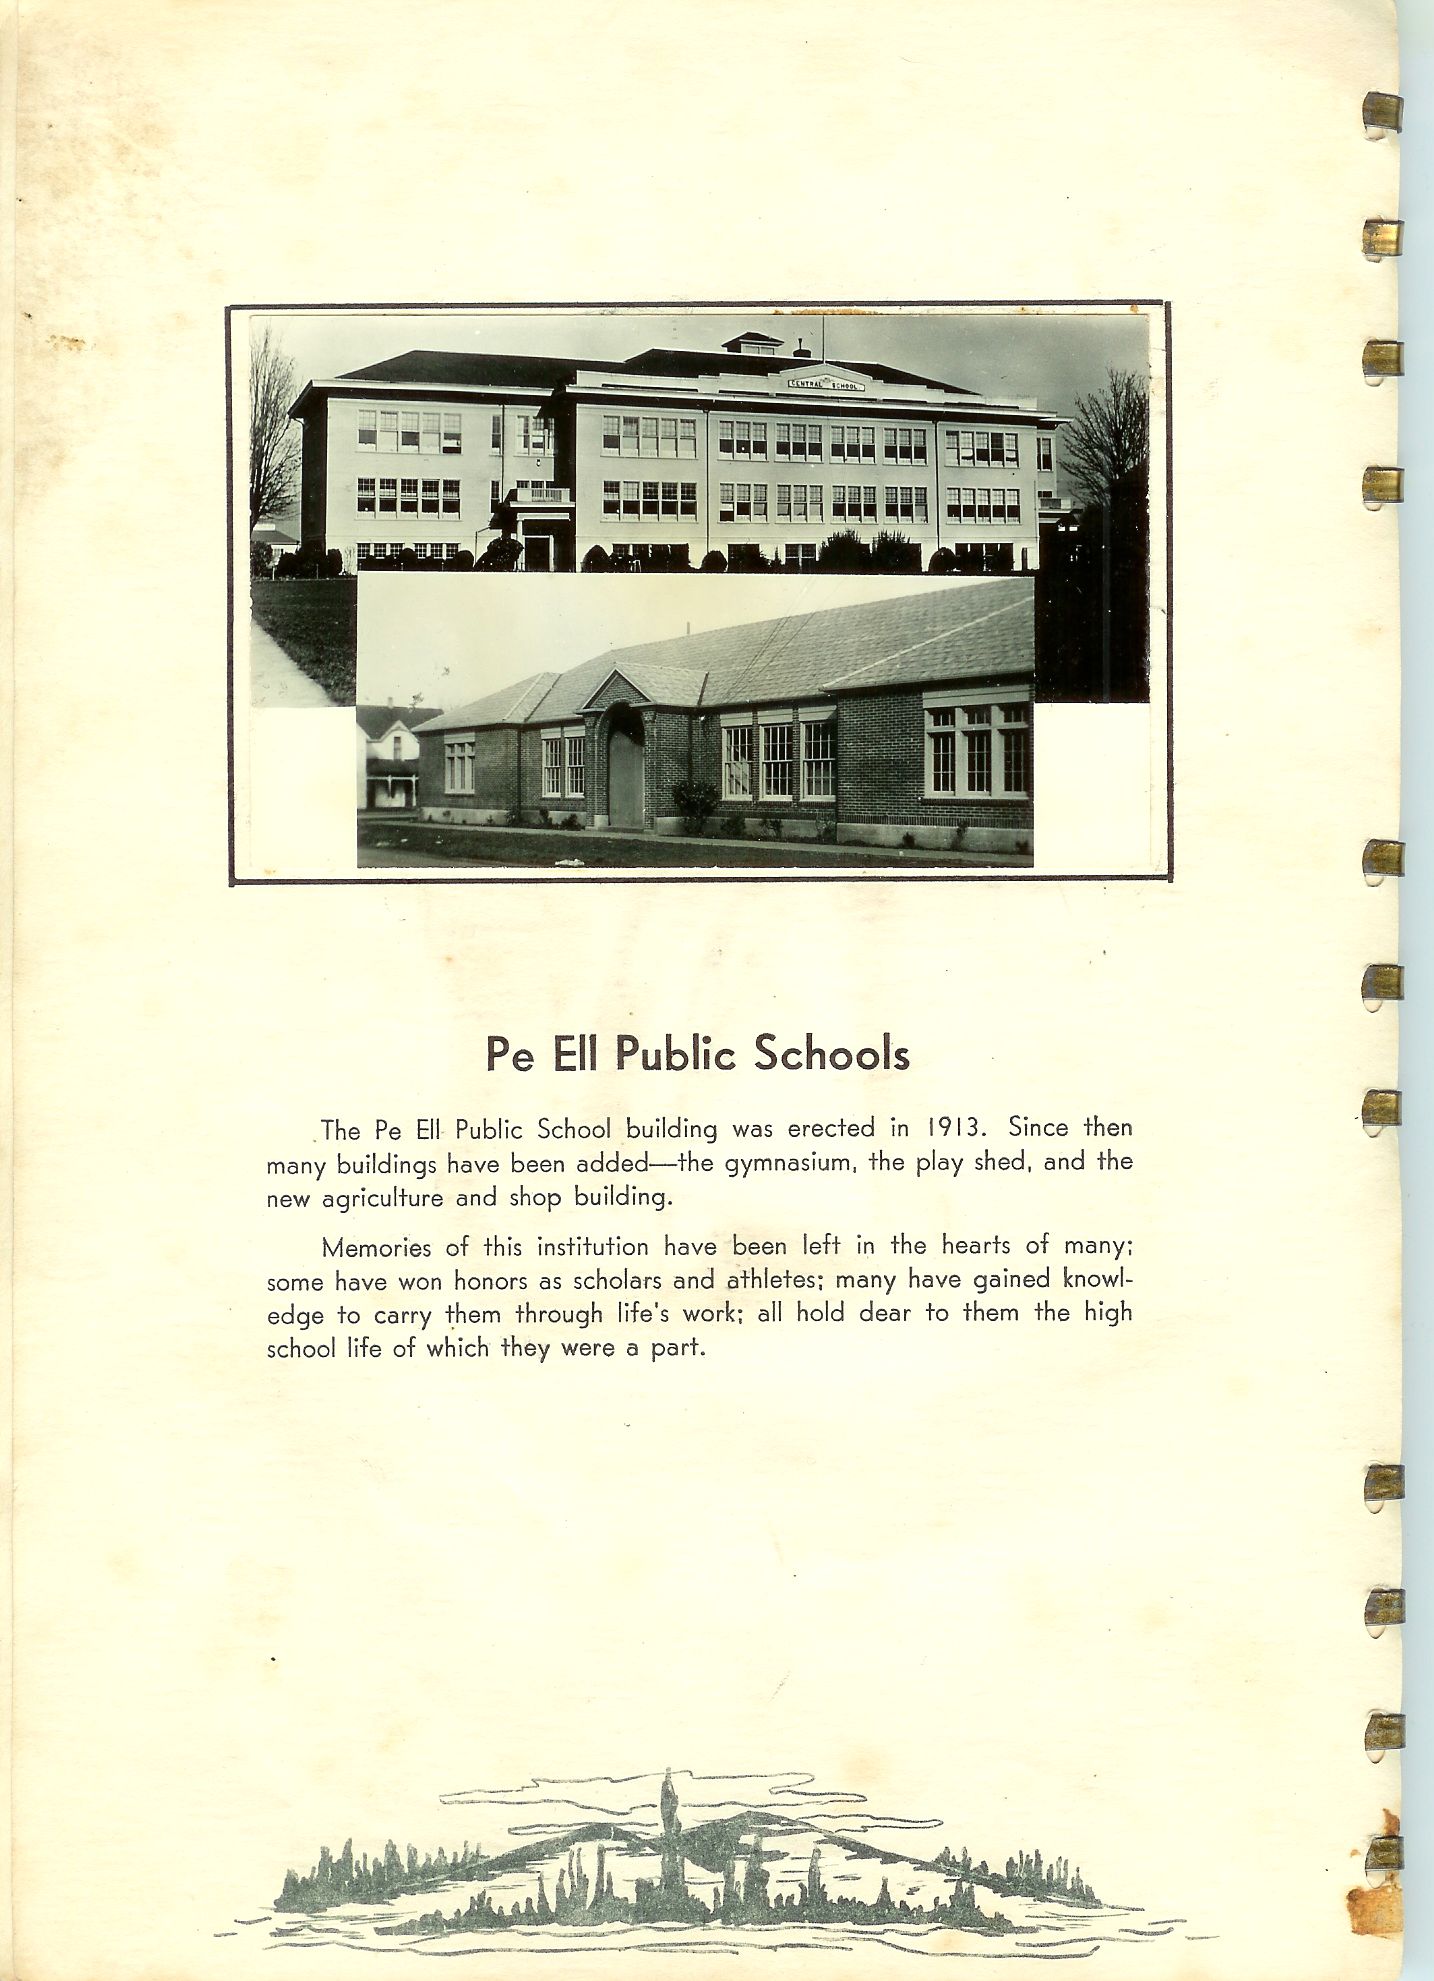 CENTRAL SCHOOL
Pe Ell Public Schools
The Pe Ell Public School building was erected in 1913. Since then
many buildings have been added—the gymnasium, the play shed, and the
new agriculture and shop building.
Memories of this institution have been left in the hearts of many;
some have won honors as scholars and athletes; many have gained knowl-
edge to carry them through life's work; all hold dear to them the high
school life of which they were a part.